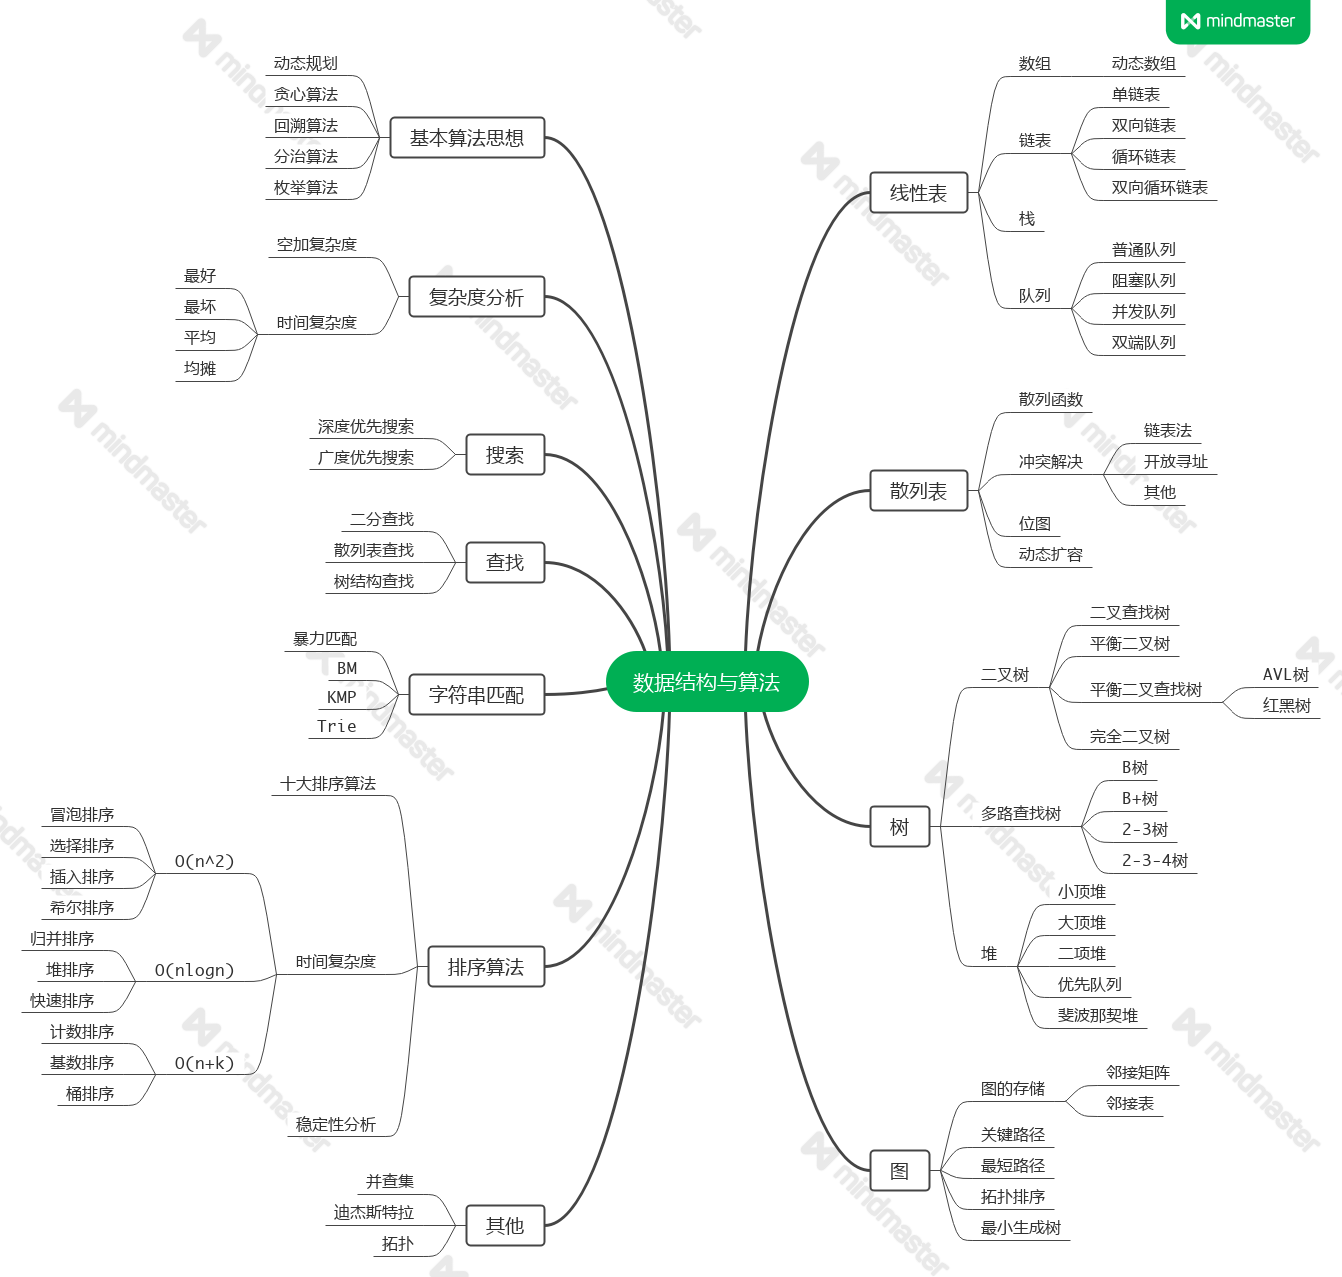 mindmaster
数据结构与算法
基本算法思想
动态规划
贪心算法
回溯算法
分治算法
枚举算法
复杂度分析
空加复杂度
时间复杂度
最好
最坏
平均
均摊
搜索
深度优先搜索
广度优先搜索
查找
二分查找
散列表查找
树结构查找
字符串匹配
暴力匹配
BM
KMP
Trie
排序算法
十大排序算法
时间复杂度
O(n^2)
冒泡排序
选择排序
插入排序
希尔排序
O(nlogn)
归并排序
堆排序
快速排序
O(n+k)
计数排序
基数排序
桶排序
稳定性分析
其他
并查集
迪杰斯特拉
拓扑
线性表
数组
动态数组
链表
单链表
双向链表
循环链表
双向循环链表
栈
队列
普通队列
阻塞队列
并发队列
双端队列
散列表
散列函数
冲突解决
链表法
开放寻址
其他
位图
动态扩容
树
二叉树
二叉查找树
平衡二叉树
平衡二叉查找树
AVL树
红黑树
完全二叉树
多路查找树
B树
B+树
2-3树
2-3-4树
堆
小顶堆
大顶堆
二项堆
优先队列
斐波那契堆
图
图的存储
邻接矩阵
邻接表
关键路径
最短路径
拓扑排序
最小生成树